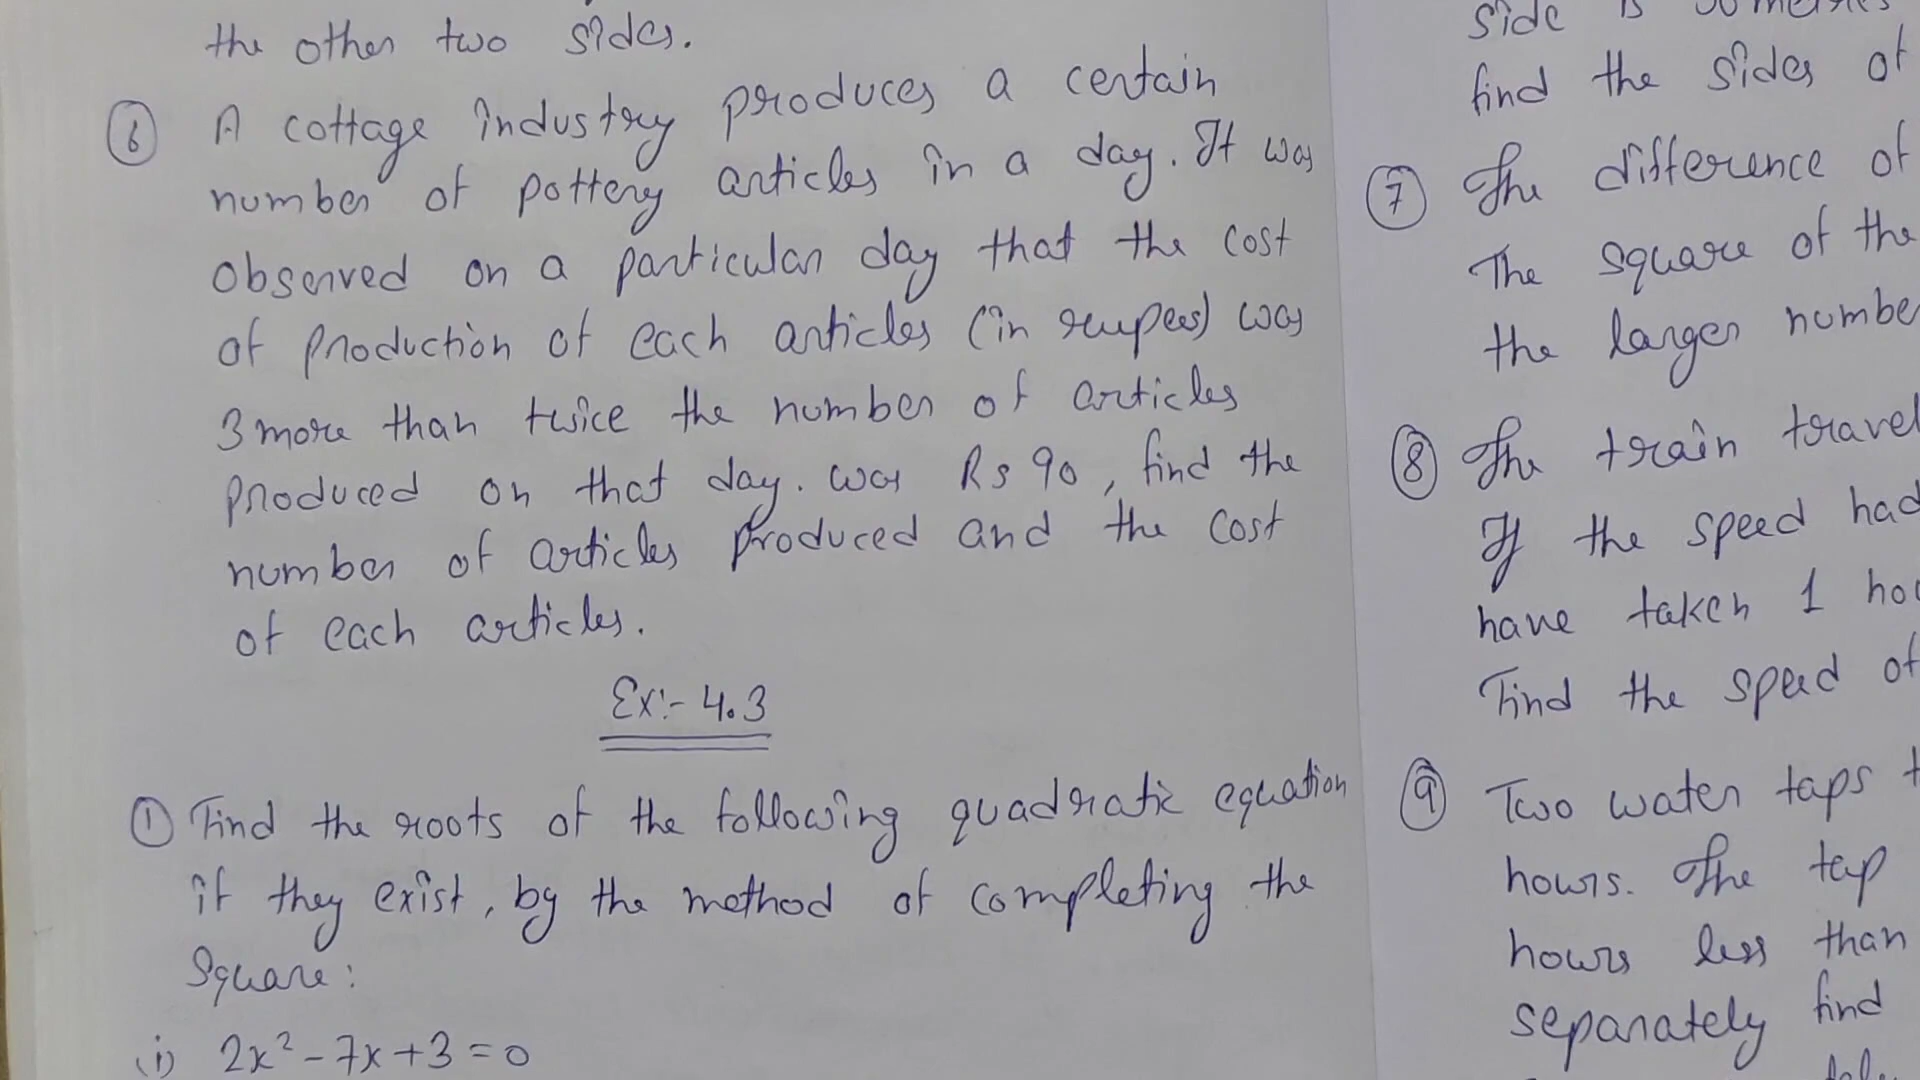 the other two sides.
6 A cottage industry produces a certain
number of pottery articles in a day. It was
observed on a particular day that the cost
of production of each articles (in rupees) was
3 more than twice the number of articles
produced on that day. was Rs 90, find the
number of articles produced and the cost
of each articles.
Ex:- 4.3
1 Find the roots of the following quadratic equation
if they exist, by the method of completing the
Square:
(i) 2x² - 7x + 3 = 0
side is
find the sides of
7 The difference of
The square of the
the larger number
8 The train travel
If the speed had
have taken 1
Find the speed of
9 Two water taps
hours. The tap
hours less than
separately find